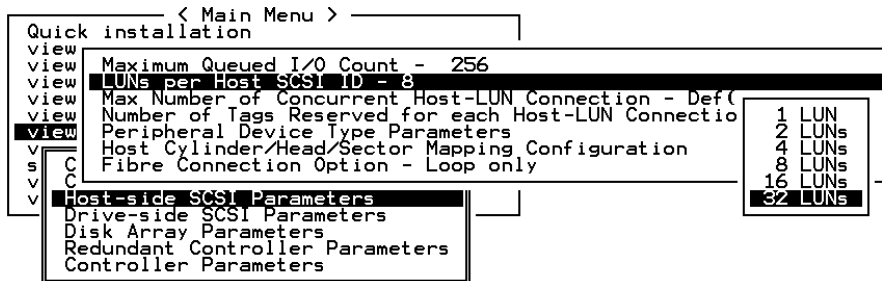 < Main Menu >
Quick installation
view
view
view
view
view
v
s
v
v
Maximum Queued I/O Count -  256
LUNs per Host SCSI ID - 8
Max Number of Concurrent Host-LUN Connection - Def(
Number of Tags Reserved for each Host-LUN Connectio
Peripheral Device Type Parameters
Host Cylinder/Head/Sector Mapping Configuration
Fibre Connection Option - Loop only
1 LUN
2 LUNs
4 LUNs
8 LUNs
16 LUNs
32 LUNs
C
C
Host-side SCSI Parameters
Drive-side SCSI Parameters
Disk Array Parameters
Redundant Controller Parameters
Controller Parameters